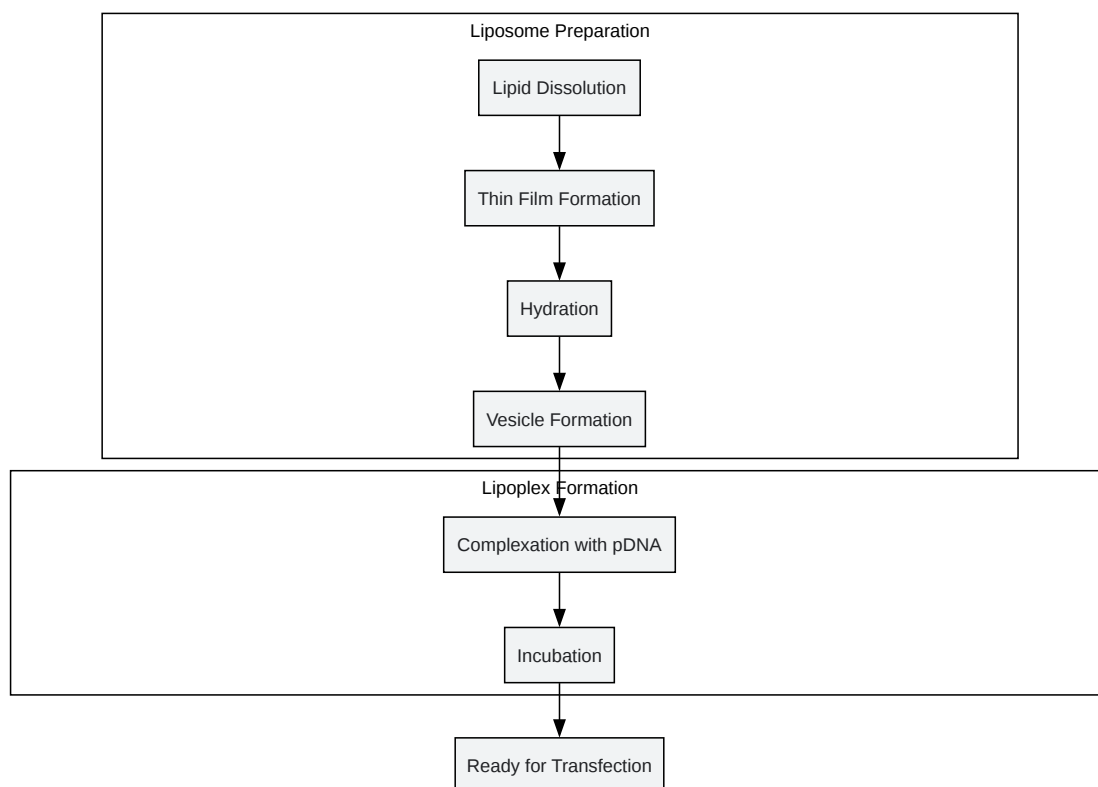 Liposome Preparation
Lipid Dissolution
Thin Film Formation
Hydration
Vesicle Formation
Lipoplex Formation
Complexation with pDNA
Incubation
Ready for Transfection